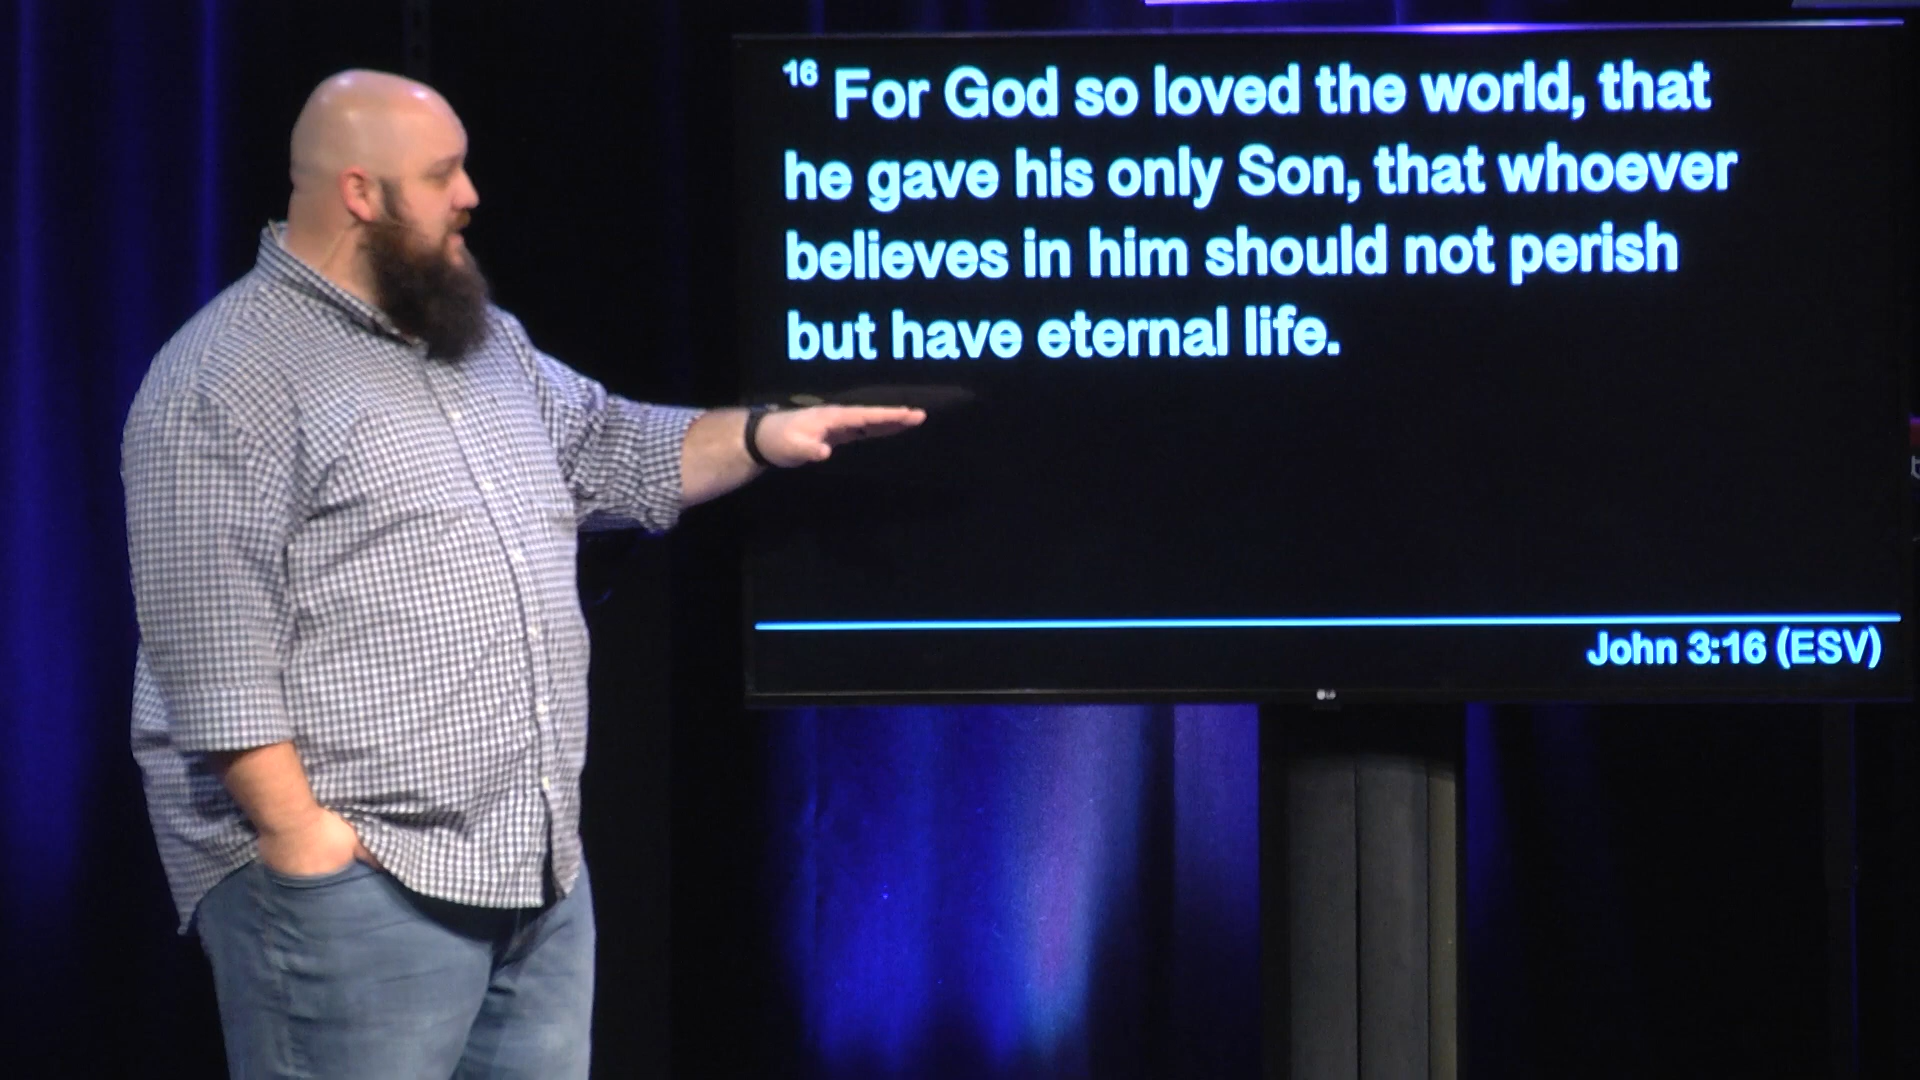 16 For God so loved the world, that
he gave his only Son, that whoever
believes in him should not perish
but have eternal life.
John 3:16 (ESV)
LG